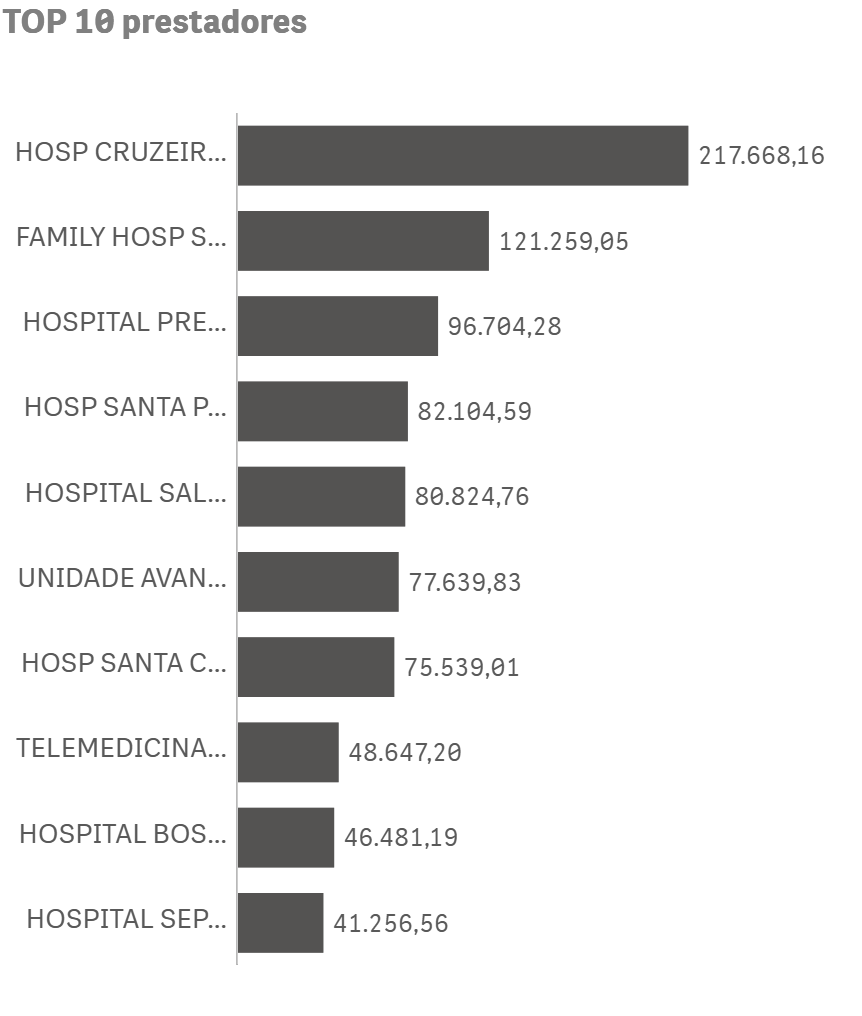 TOP 10 prestadores
HOSP CRUZEIR... 217.668,16
FAMILY HOSP S... 121.259,05
HOSPITAL PRE... 96.704,28
HOSP SANTA P... 82.104,59
HOSPITAL SAL... 80.824,76
UNIDADE AVAN... 77.639,83
HOSP SANTA C... 75.539,01
TELEMEDICINA... 48.647,20
HOSPITAL BOS... 46.481,19
HOSPITAL SEP... 41.256,56